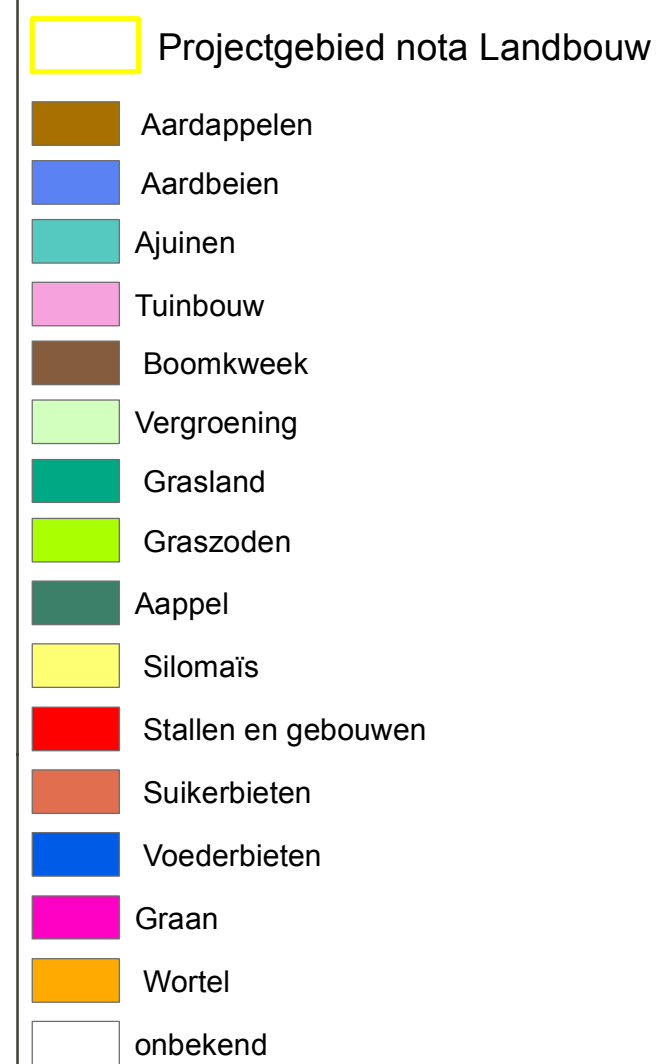 Projectgebied nota Landbouw
Aardappelen
Aardbeien
Ajuinen
Tuinbouw
Boomkweek
Vergroening
Grasland
Graszoden
Aappel
Silomaïs
Stallen en gebouwen
Suikerbieten
Voederbieten
Graan
Wortel
onbekend